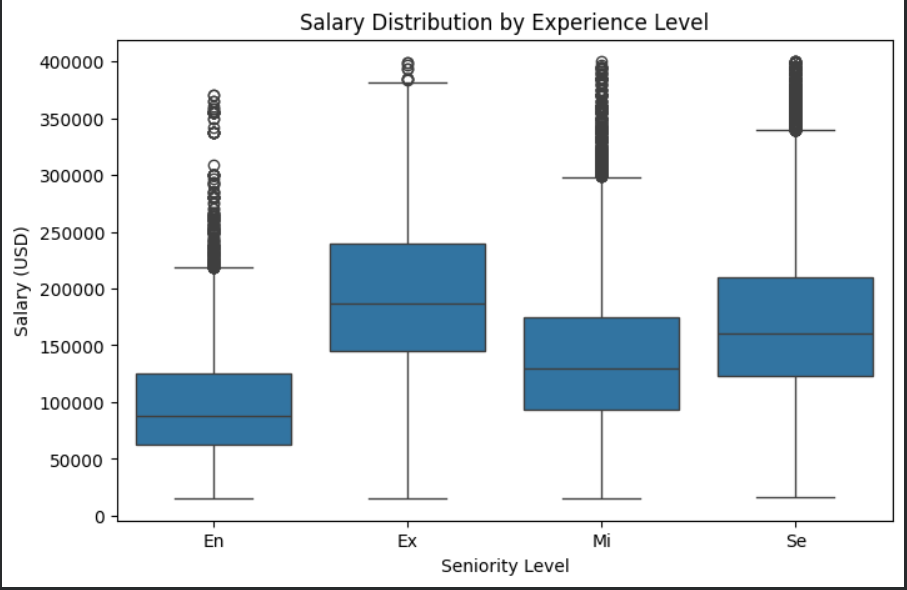 Salary Distribution by Experience Level
400000
350000
300000
250000
200000
150000
100000
50000
0
Salary (USD)
En Ex Mi Se
Seniority Level